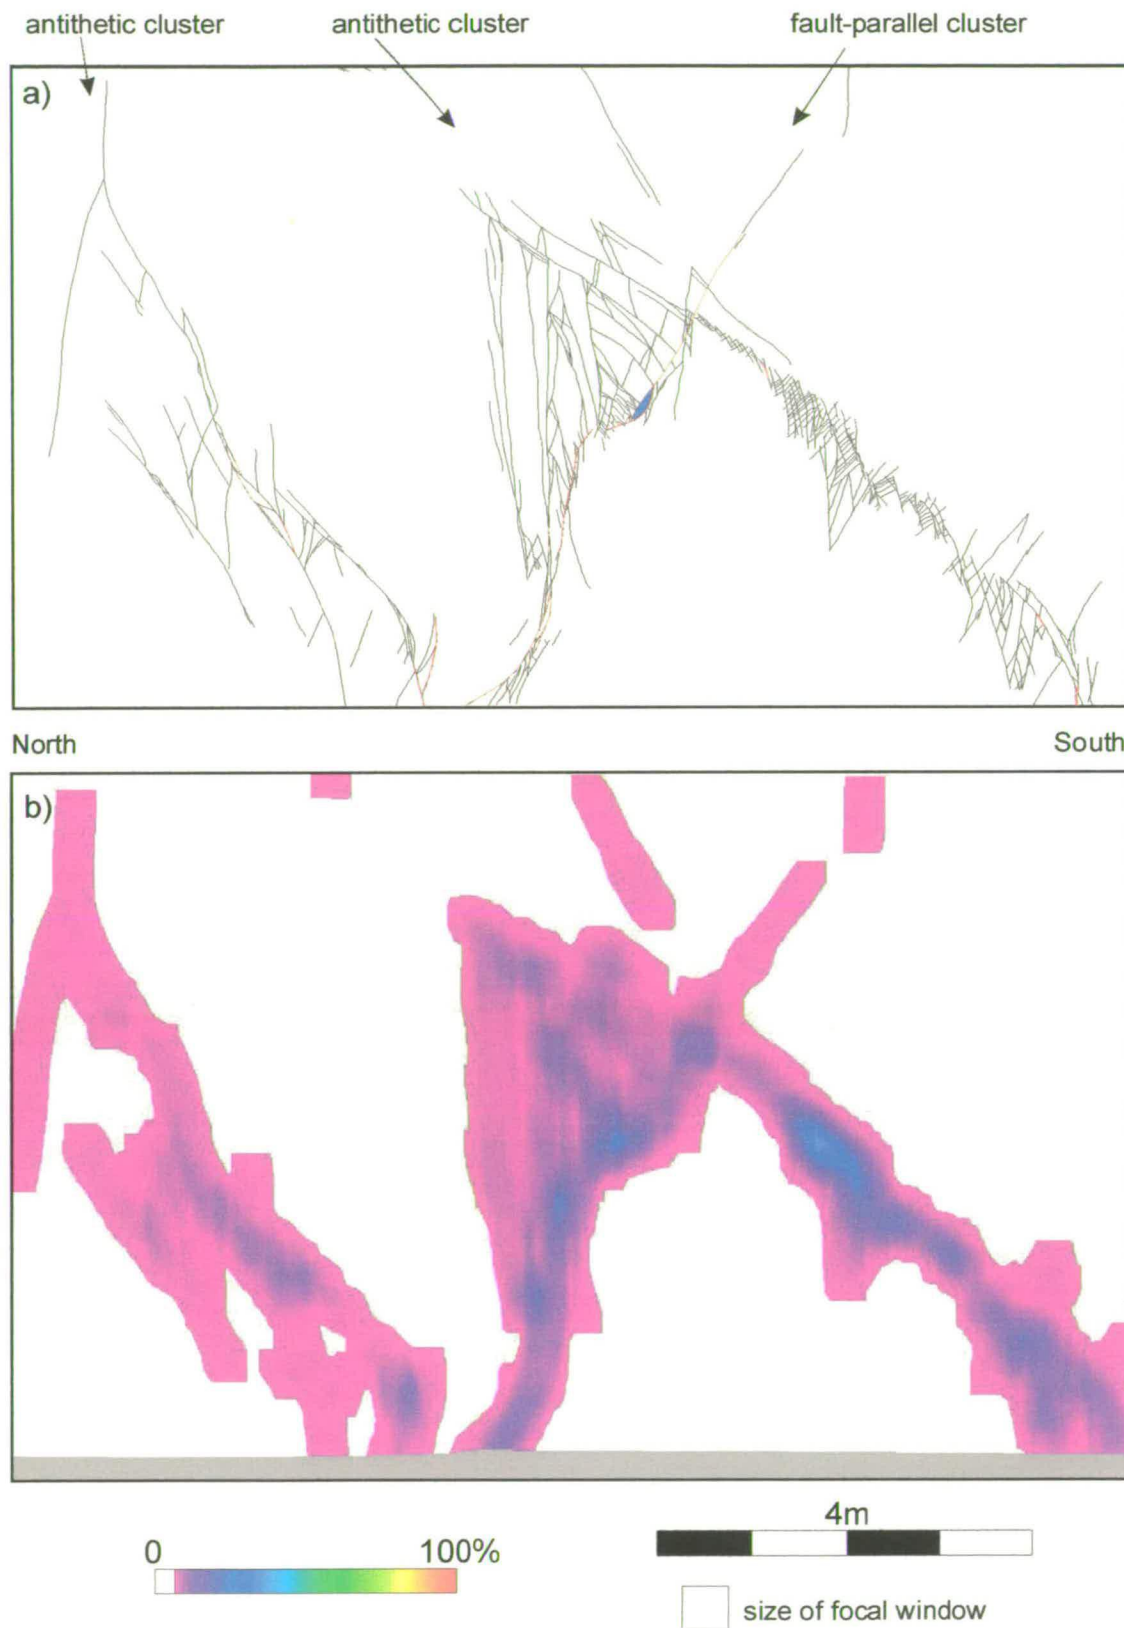 antithetic cluster antithetic cluster fault-parallel cluster
a)
North South
b)
4m
0 100%
size of focal window